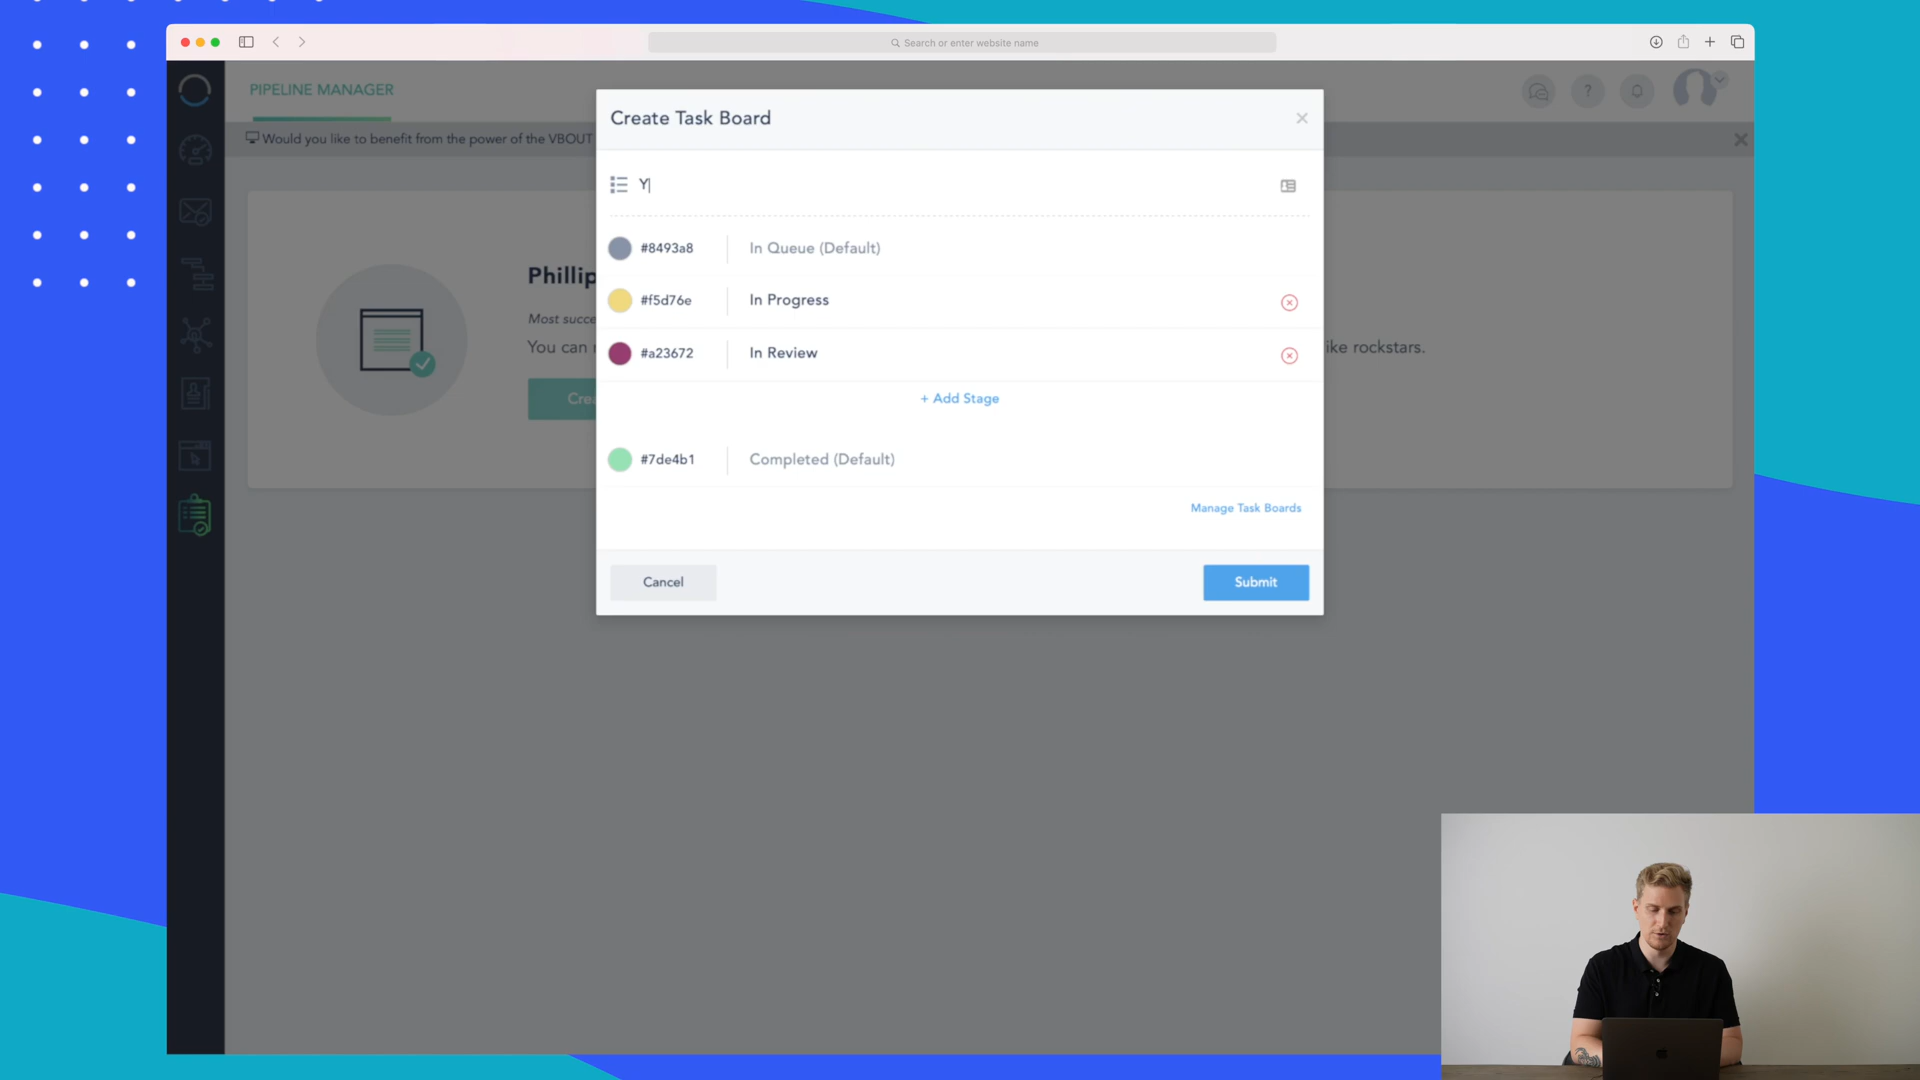 Search or enter website name
PIPELINE MANAGER
?
Would you like to benefit from the power of the VBOUT
Create Task Board
Y
#8493a8
In Queue (Default)
#f5d76e
In Progress
#a23672
In Review
+ Add Stage
#7de4b1
Completed (Default)
Manage Task Boards
Cancel
Submit
Phillip
Most succe
You can
ike rockstars.
Crea